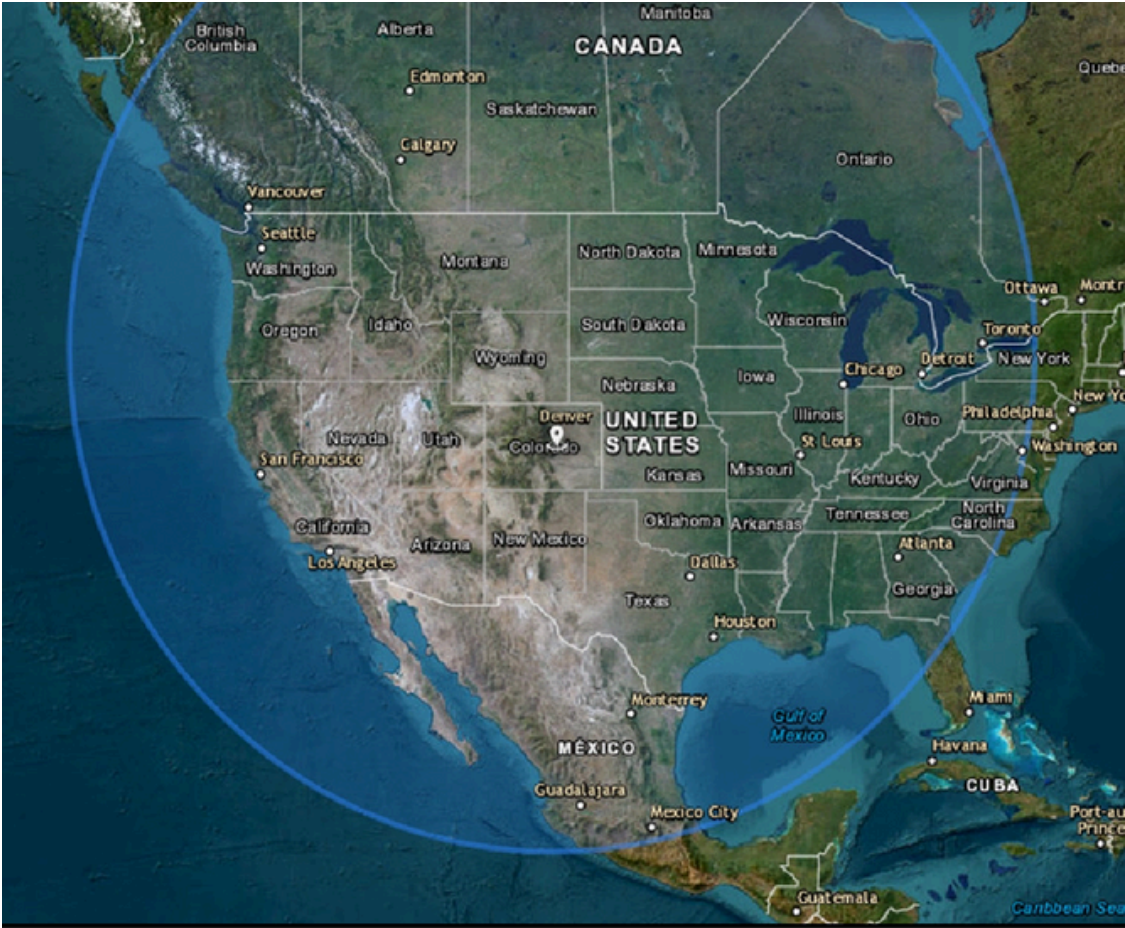 Manitoba
British
Columbia
Alberta
CANADA
Quebe
Edmonton
Saskatchewan
Calgary
Ontario
Vancouver
Seattle
Washington
Montana
North Dakota
Minnesota
Ottawa
Montr
Oregon
Idaho
South Dakota
Wisconsin
Toronto
Wyoming
Detroit
New York
Chicago
Nebraska
Iowa
New Yo
Denver
UNITED
STATES
Illinois
Ohio
Philadelphia
Nevada
Utah
Colorado
St Louis
Washington
San Francisco
Kansas
Missouri
Kentucky
Virginia
California
Oklahoma
Arkansas
Tennessee
North
Carolina
Arizona
New Mexico
Atlanta
Los Angeles
Dallas
Georgia
Texas
Houston
Monterrey
Miami
Gulf of
Mexico
MÉXICO
Havana
CUBA
Guadalajara
Mexico City
Port-au
Prince
Guatemala
Caribbean Sea